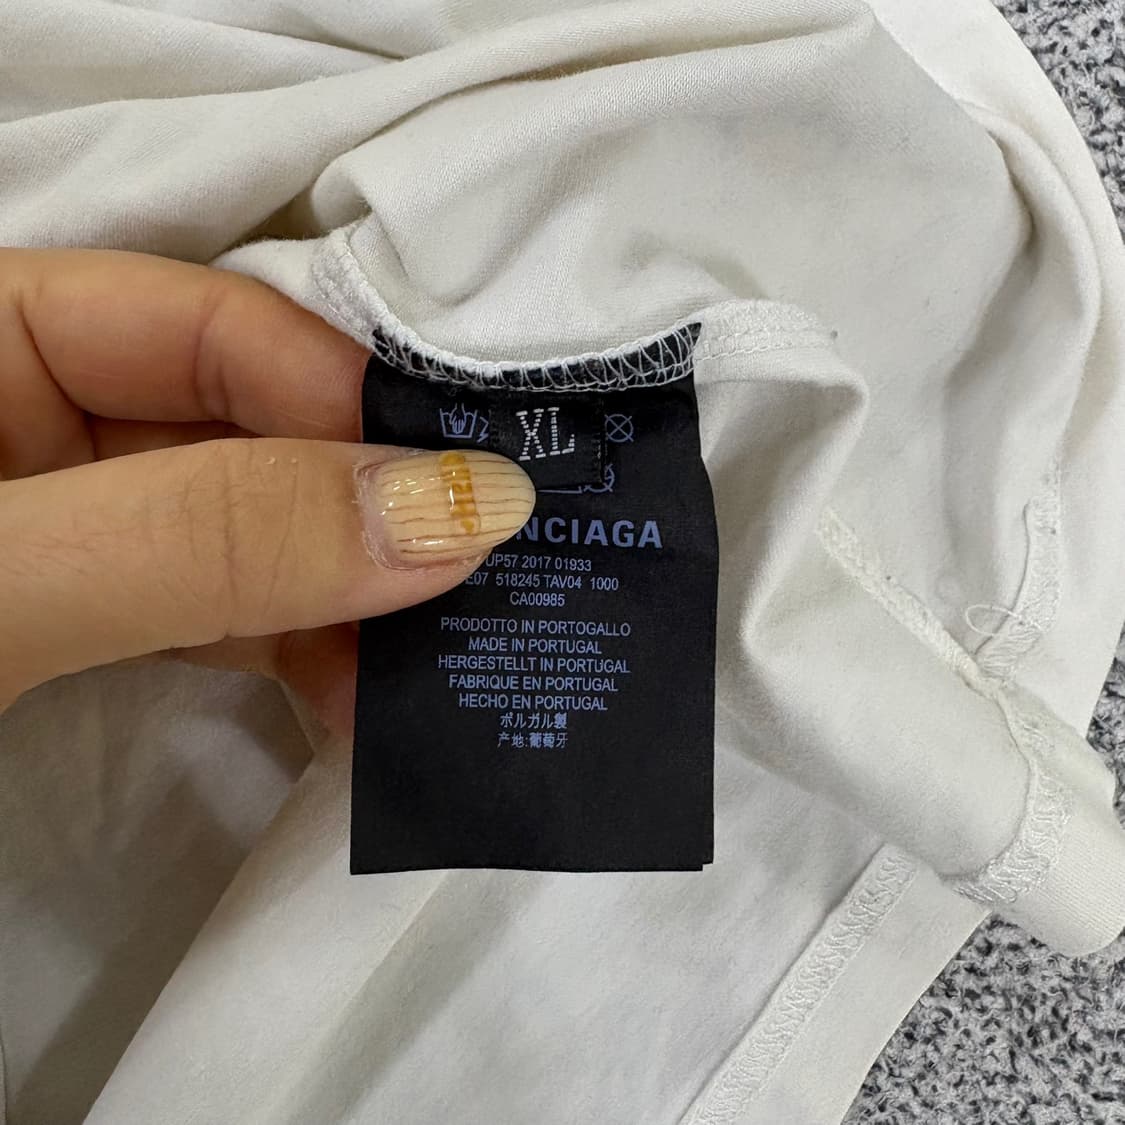 XL
NCIAGA
UP57 2017 01933
E07 518245 TAV04 1000
CA00985
PRODOTTO IN PORTOGALLO
MADE IN PORTUGAL
HERGESTELLT IN PORTUGAL
FABRIQUE EN PORTUGAL
HECHO EN PORTUGAL
ポルガル製
产地:葡萄牙